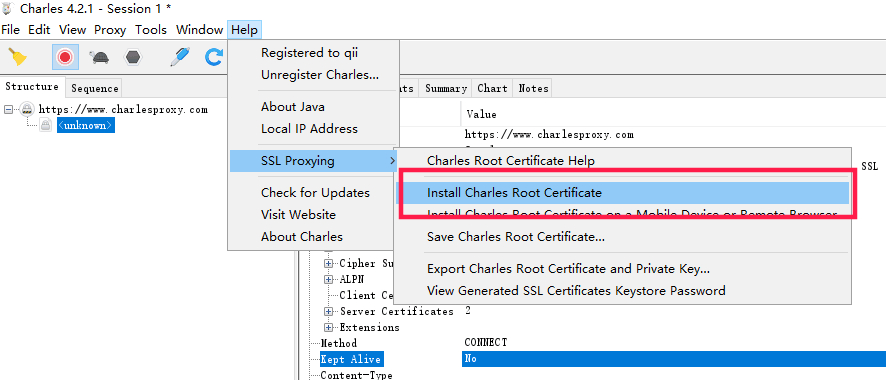 Charles 4.2.1 - Session 1 *
File Edit View Proxy Tools Window Help
Registered to qii
Unregister Charles...
About Java
Local IP Address
SSL Proxying
Check for Updates
Visit Website
About Charles
Structure Sequence
https://www.charlesproxy.com
<unknown>
nts Summary Chart Notes
Value
https://www.charlesproxy.com
SSL
Charles Root Certificate Help
Install Charles Root Certificate
Install Charles Root Certificate on a Mobile Device or Remote Browser
Save Charles Root Certificate...
Export Charles Root Certificate and Private Key...
View Generated SSL Certificates Keystore Password
Cipher Su
ALPN
Client Cer
Server Certificates 2
Extensions
Method CONNECT
Kept Alive No
Content-Type